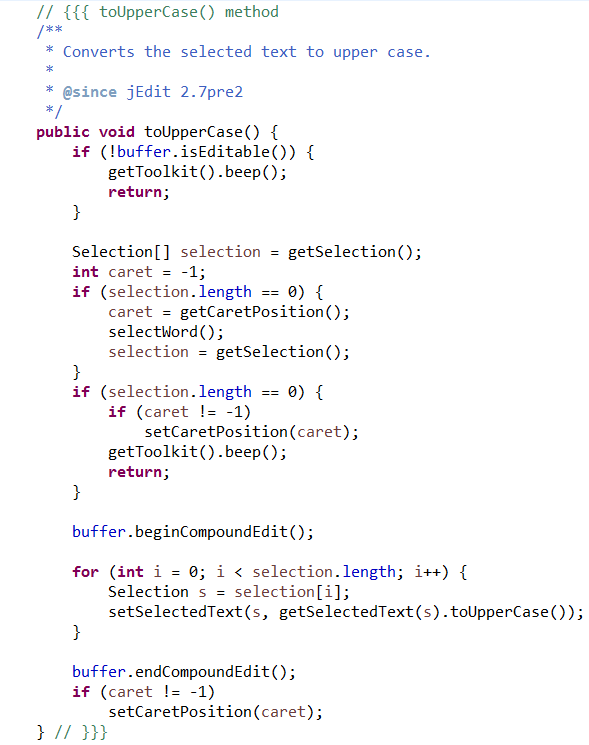 // {{{ toUpperCase() method
/**
 * Converts the selected text to upper case.
 *
 * @since jEdit 2.7pre2
 */
public void toUpperCase() {
    if (!buffer.isEditable()) {
        getToolkit().beep();
        return;
    }

    Selection[] selection = getSelection();
    int caret = -1;
    if (selection.length == 0) {
        caret = getCaretPosition();
        selectWord();
        selection = getSelection();
    }
    if (selection.length == 0) {
        if (caret != -1)
            setCaretPosition(caret);
        getToolkit().beep();
        return;
    }

    buffer.beginCompoundEdit();

    for (int i = 0; i < selection.length; i++) {
        Selection s = selection[i];
        setSelectedText(s, getSelectedText(s).toUpperCase());
    }

    buffer.endCompoundEdit();
    if (caret != -1)
        setCaretPosition(caret);
} // }}}